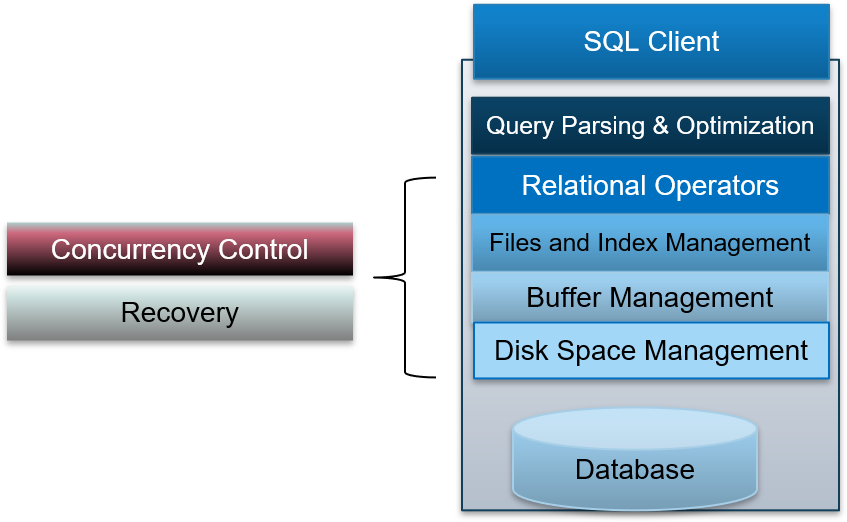 SQL Client
Query Parsing & Optimization
Relational Operators
Files and Index Management
Buffer Management
Disk Space Management
Database
Concurrency Control
Recovery